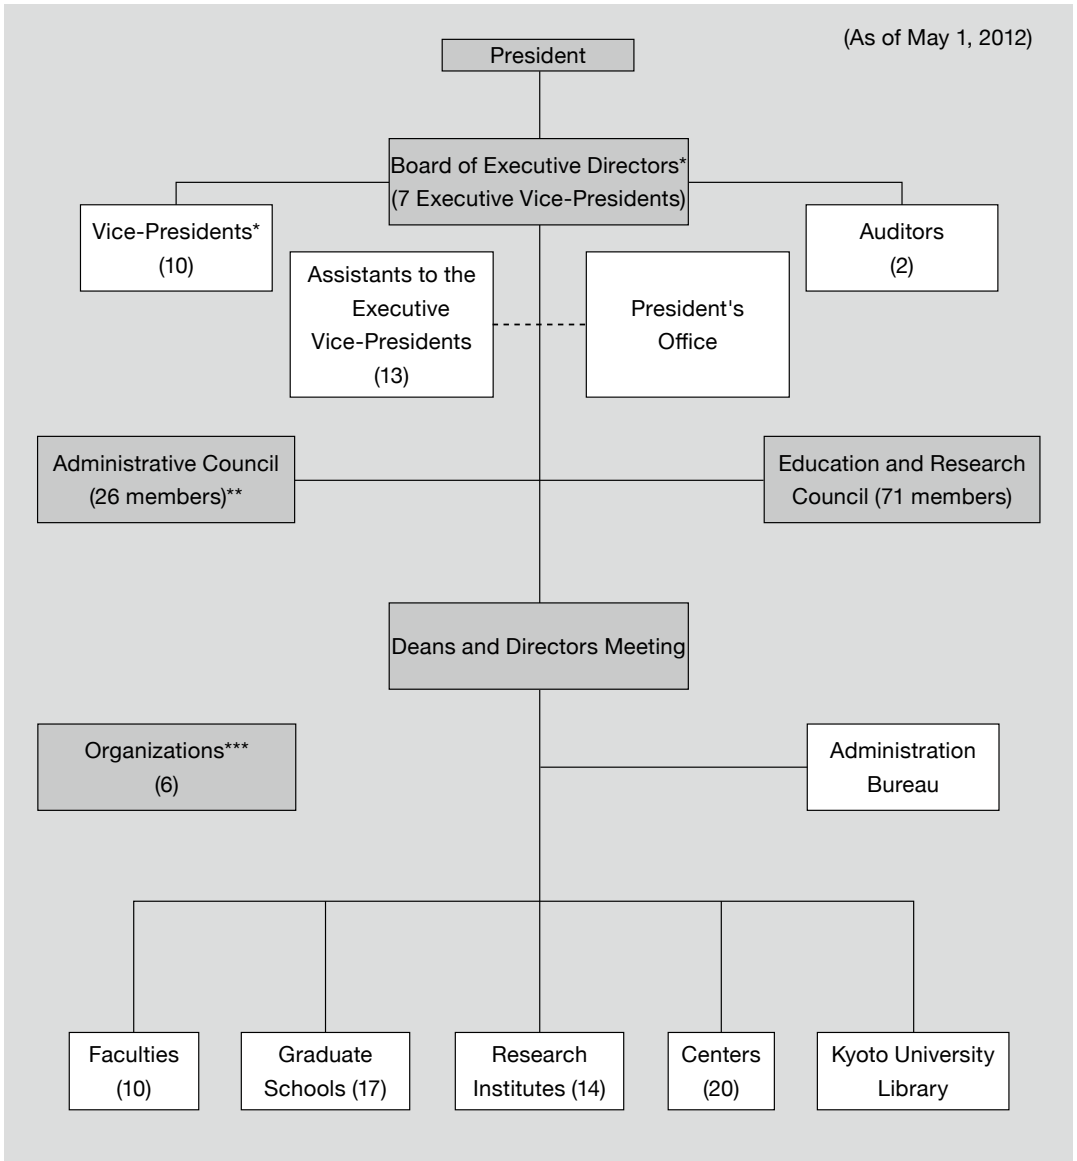 (As of May 1, 2012)
President
Board of Executive Directors*
(7 Executive Vice-Presidents)
Vice-Presidents*
(10)
Auditors
(2)
Assistants to the
Executive
Vice-Presidents
(13)
President's
Office
Administrative Council
(26 members)**
Education and Research
Council (71 members)
Deans and Directors Meeting
Organizations***
(6)
Administration
Bureau
Faculties
(10)
Graduate
Schools (17)
Research
Institutes (14)
Centers
(20)
Kyoto University
Library